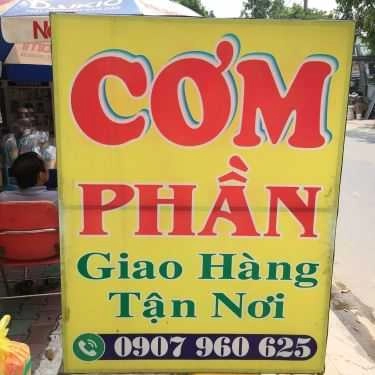 CƠM
PHẦN
Giao Hàng
Tận Nơi
0907 960 625